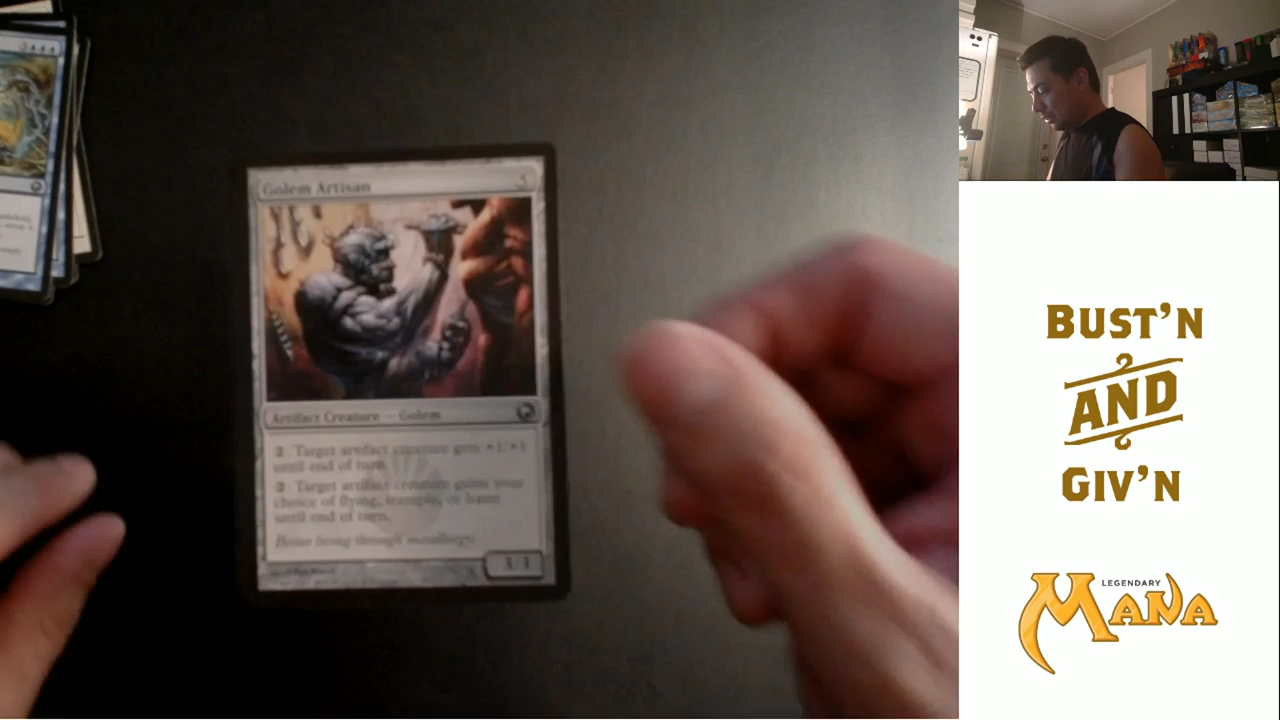 Golem Artisan
5
Artifact Creature — Golem
2: Target artifact creature gets +1/+1
until end of turn.
2: Target artifact creature gains your
choice of flying, trample, or haste
until end of turn.
Better living through metallurgy.
3/3
BUST'N
AND
GIV'N
LEGENDARY
MANA